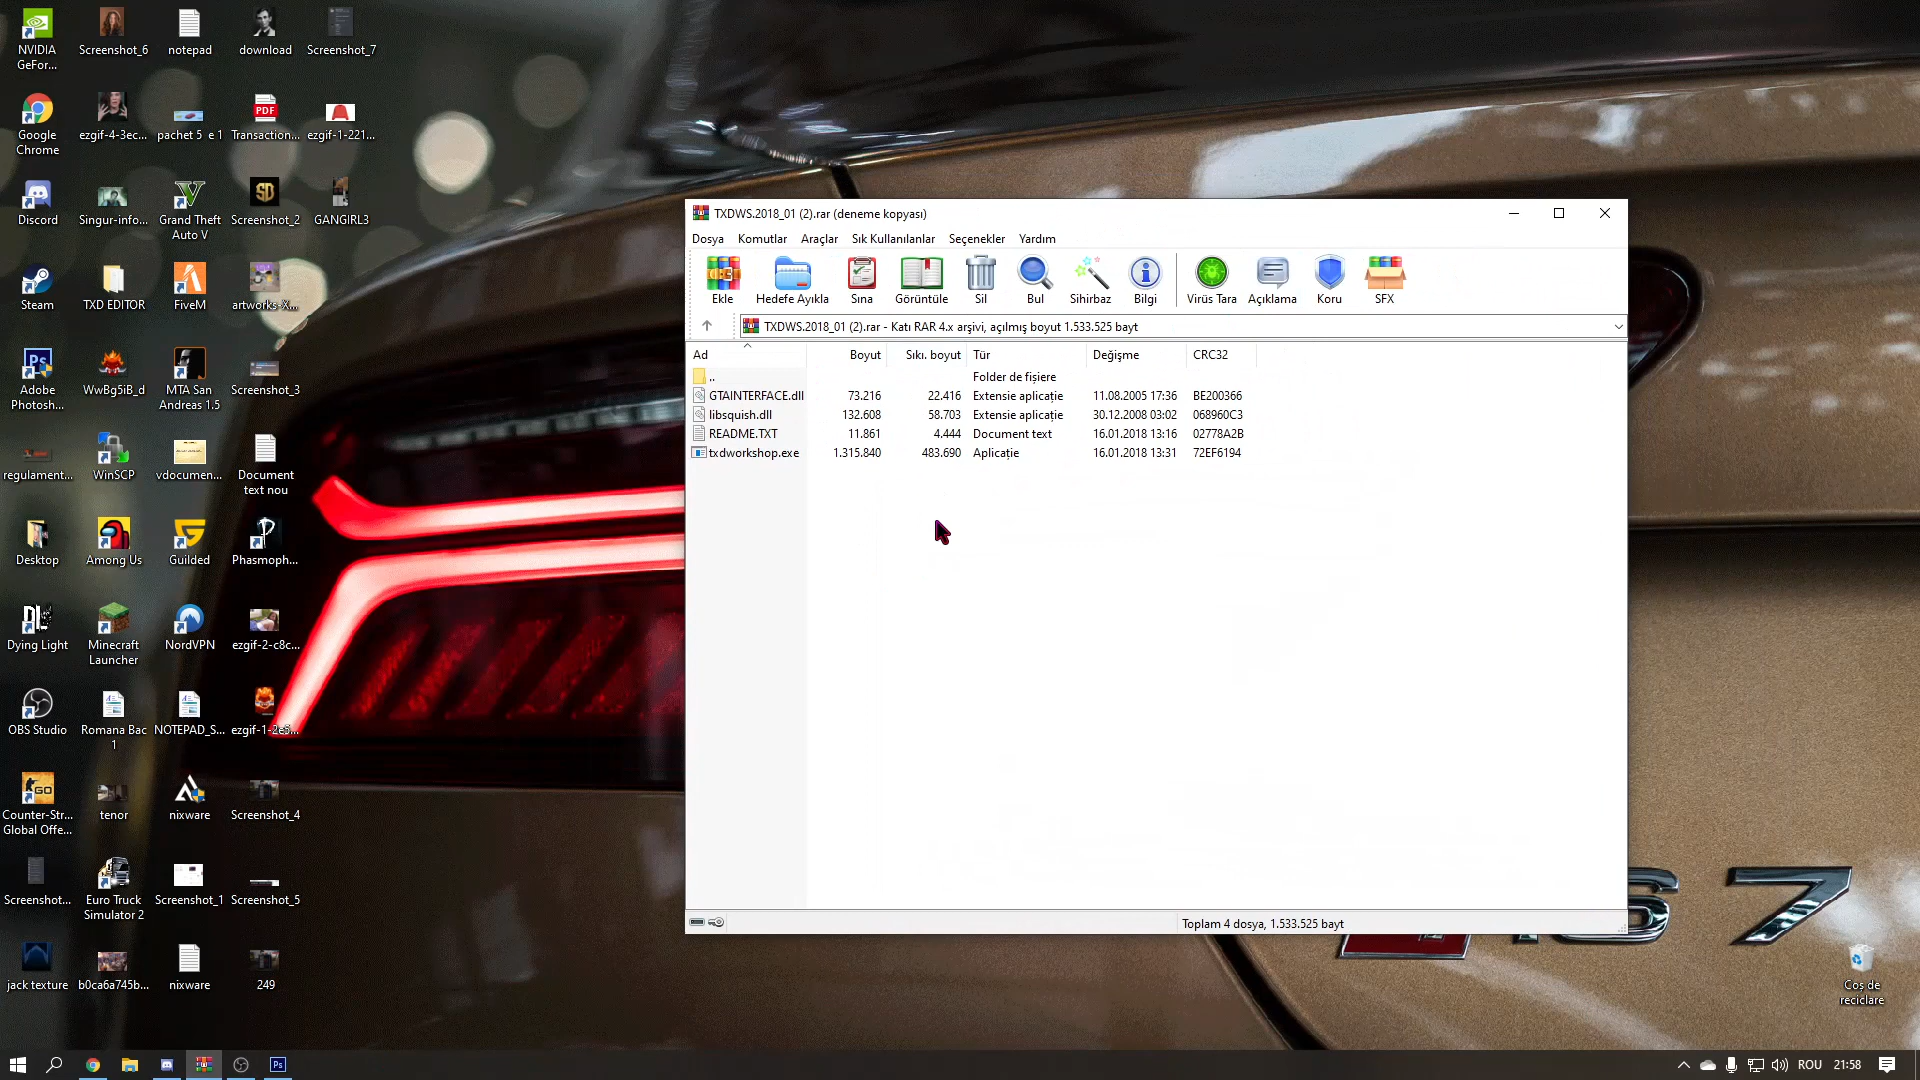 NVIDIA GeFor...
Screenshot_6
notepad
download
Screenshot_7
Google Chrome
ezgif-4-3ec...
pachet 5 e 1
Transaction...
ezgif-1-221...
Discord
Singur-info...
Grand Theft Auto V
Screenshot_2
GANGIRL3
Steam
TXD EDITOR
FiveM
artworks-X...
Adobe Photosh...
WwBg5iB_d
MTA San Andreas 1.5
Screenshot_3
regulament...
WinSCP
vdocumen...
Document text nou
Desktop
Among Us
Guilded
Phasmoph...
Dying Light
Minecraft Launcher
NordVPN
ezgif-2-c8c...
OBS Studio
Romana Bac 1
NOTEPAD_S...
ezgif-1-2e5...
Counter-Str... Global Offe...
tenor
nixware
Screenshot_4
Screenshot...
Euro Truck Simulator 2
Screenshot_1
Screenshot_5
jack texture
b0ca6a745b...
nixware
249
TXDWS.2018_01 (2).rar (deneme kopyası)
Dosya Komutlar Araçlar Sık Kullanılanlar Seçenekler Yardım
Ekle Hedefe Ayıkla Sına Görüntüle Sil Bul Sihirbaz Bilgi Virüs Tara Açıklama Koru SFX
TXDWS.2018_01 (2).rar - Katı RAR 4.x arşivi, açılmış boyut 1.533.525 bayt
Ad Boyut Sıkı. boyut Tür Değişme CRC32
.. Folder de fișiere
GTAINTERFACE.dll 73.216 22.416 Extensie aplicație 11.08.2005 17:36 BE200366
libsquish.dll 132.608 58.703 Extensie aplicație 30.12.2008 03:02 068960C3
README.TXT 11.861 4.444 Document text 16.01.2018 13:16 02778A2B
txdworkshop.exe 1.315.840 483.690 Aplicație 16.01.2018 13:31 72EF6194
Toplam 4 dosya, 1.533.525 bayt
Coș de reciclare
ROU 21:58